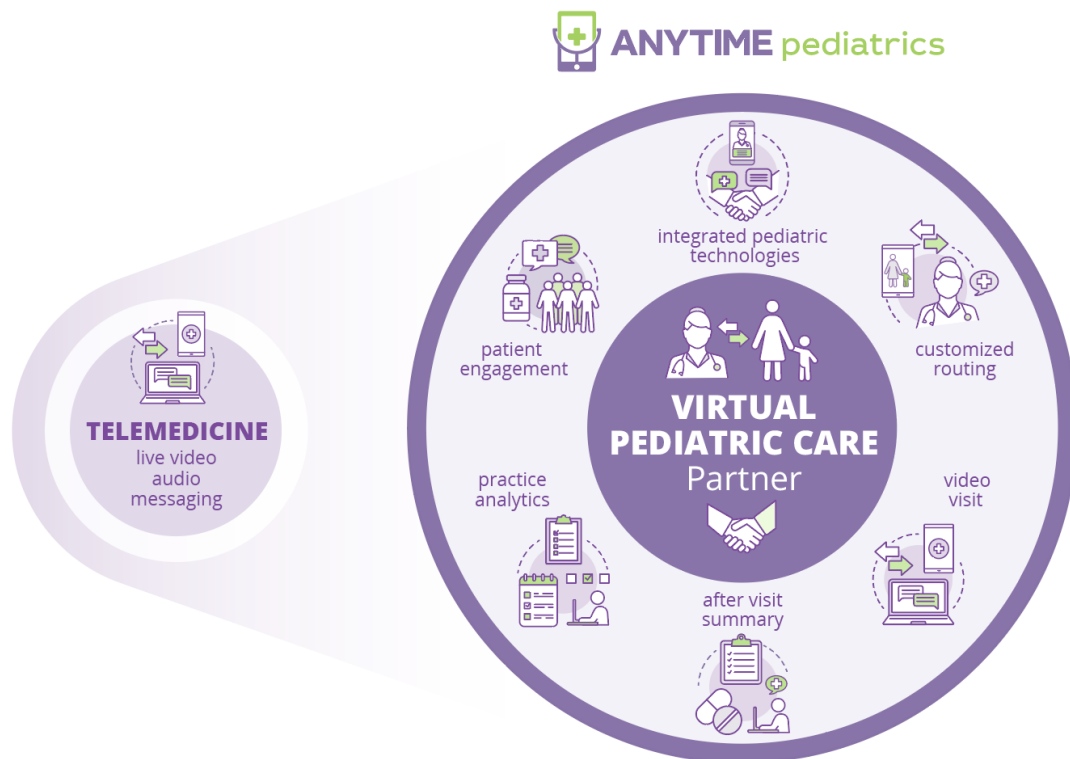 ANYTIME pediatrics
integrated pediatric
technologies
patient
engagement
customized
routing
VIRTUAL
PEDIATRIC CARE
Partner
TELEMEDICINE
live video
audio
messaging
practice
analytics
video
visit
after visit
summary